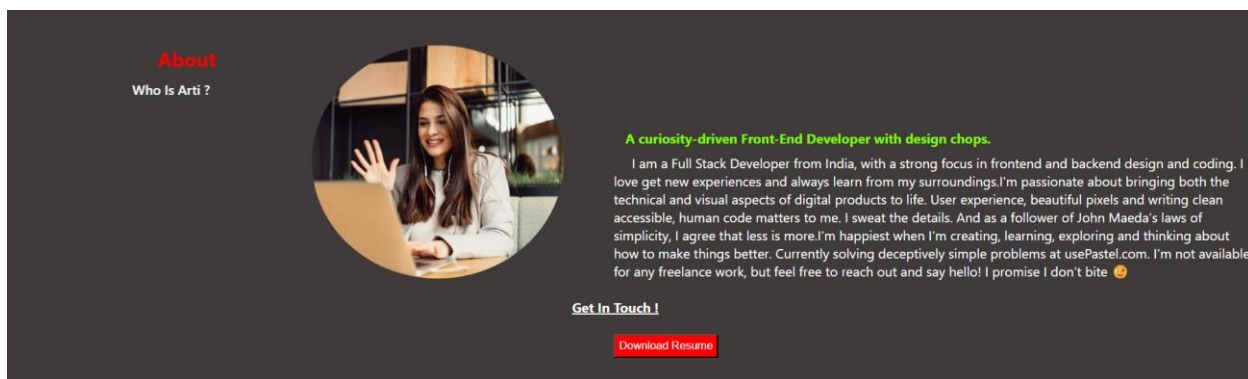 About
Who Is Arti ?
A curiosity-driven Front-End Developer with design chops.
I am a Full Stack Developer from India, with a strong focus in frontend and backend design and coding. I
love get new experiences and always learn from my surroundings.I'm passionate about bringing both the
technical and visual aspects of digital products to life. User experience, beautiful pixels and writing clean
accessible, human code matters to me. I sweat the details. And as a follower of John Maeda's laws of
simplicity, I agree that less is more.I'm happiest when I'm creating, learning, exploring and thinking about
how to make things better. Currently solving deceptively simple problems at usePastel.com. I'm not available
for any freelance work, but feel free to reach out and say hello! I promise I don't bite 😉
Get In Touch !
Download Resume